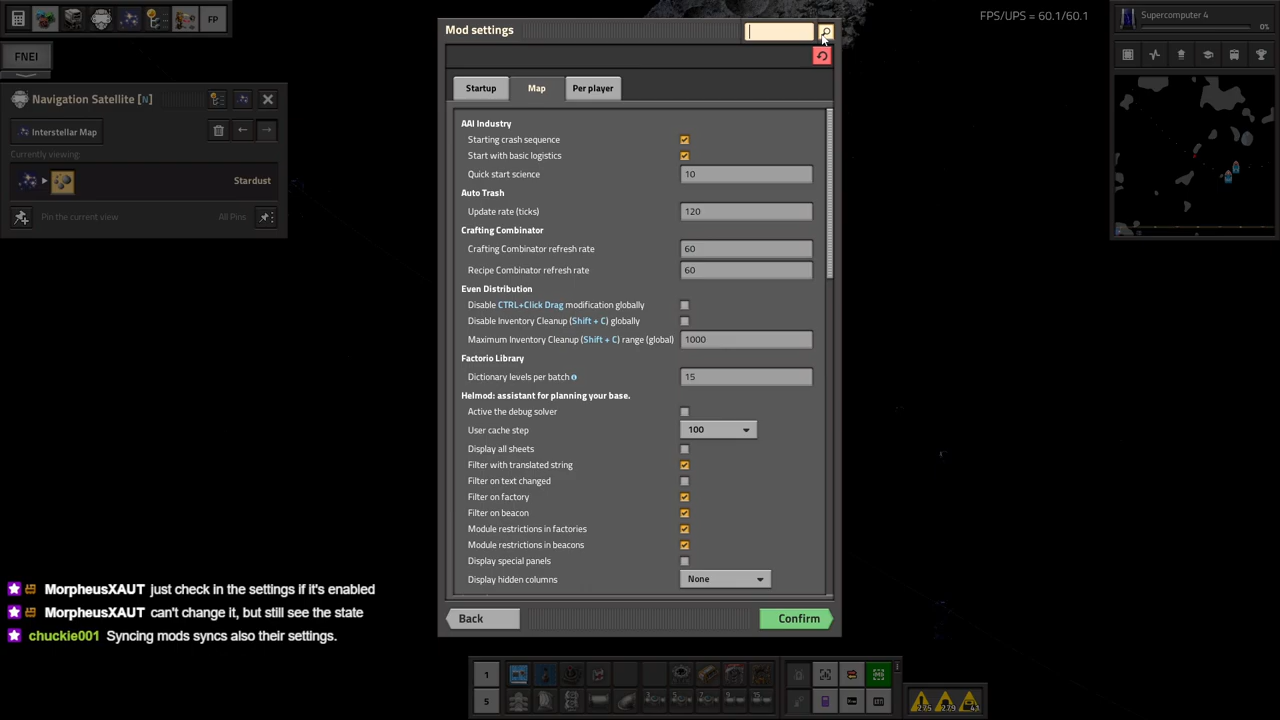 FP
Mod settings
FPS/UPS = 60.1/60.1
Supercomputer 4
0%
FNEI
Navigation Satellite [N]
Interstellar Map
Currently viewing:
Stardust
Pin the current view
All Pins
Startup
Map
Per player
AAI Industry
Starting crash sequence
Start with basic logistics
Quick start science
10
Auto Trash
Update rate (ticks)
120
Crafting Combinator
Crafting Combinator refresh rate
60
Recipe Combinator refresh rate
60
Even Distribution
Disable CTRL+Click Drag modification globally
Disable Inventory Cleanup (Shift + C) globally
Maximum Inventory Cleanup (Shift + C) range (global)
1000
Factorio Library
Dictionary levels per batch
15
Helmod: assistant for planning your base.
Active the debug solver
User cache step
100
Display all sheets
Filter with translated string
Filter on text changed
Filter on factory
Filter on beacon
Module restrictions in factories
Module restrictions in beacons
Display special panels
Display hidden columns
None
Back
Confirm
MorpheusXAUT just check in the settings if it's enabled
MorpheusXAUT can't change it, but still see the state
chuckie001 Syncing mods syncs also their settings.
1
5